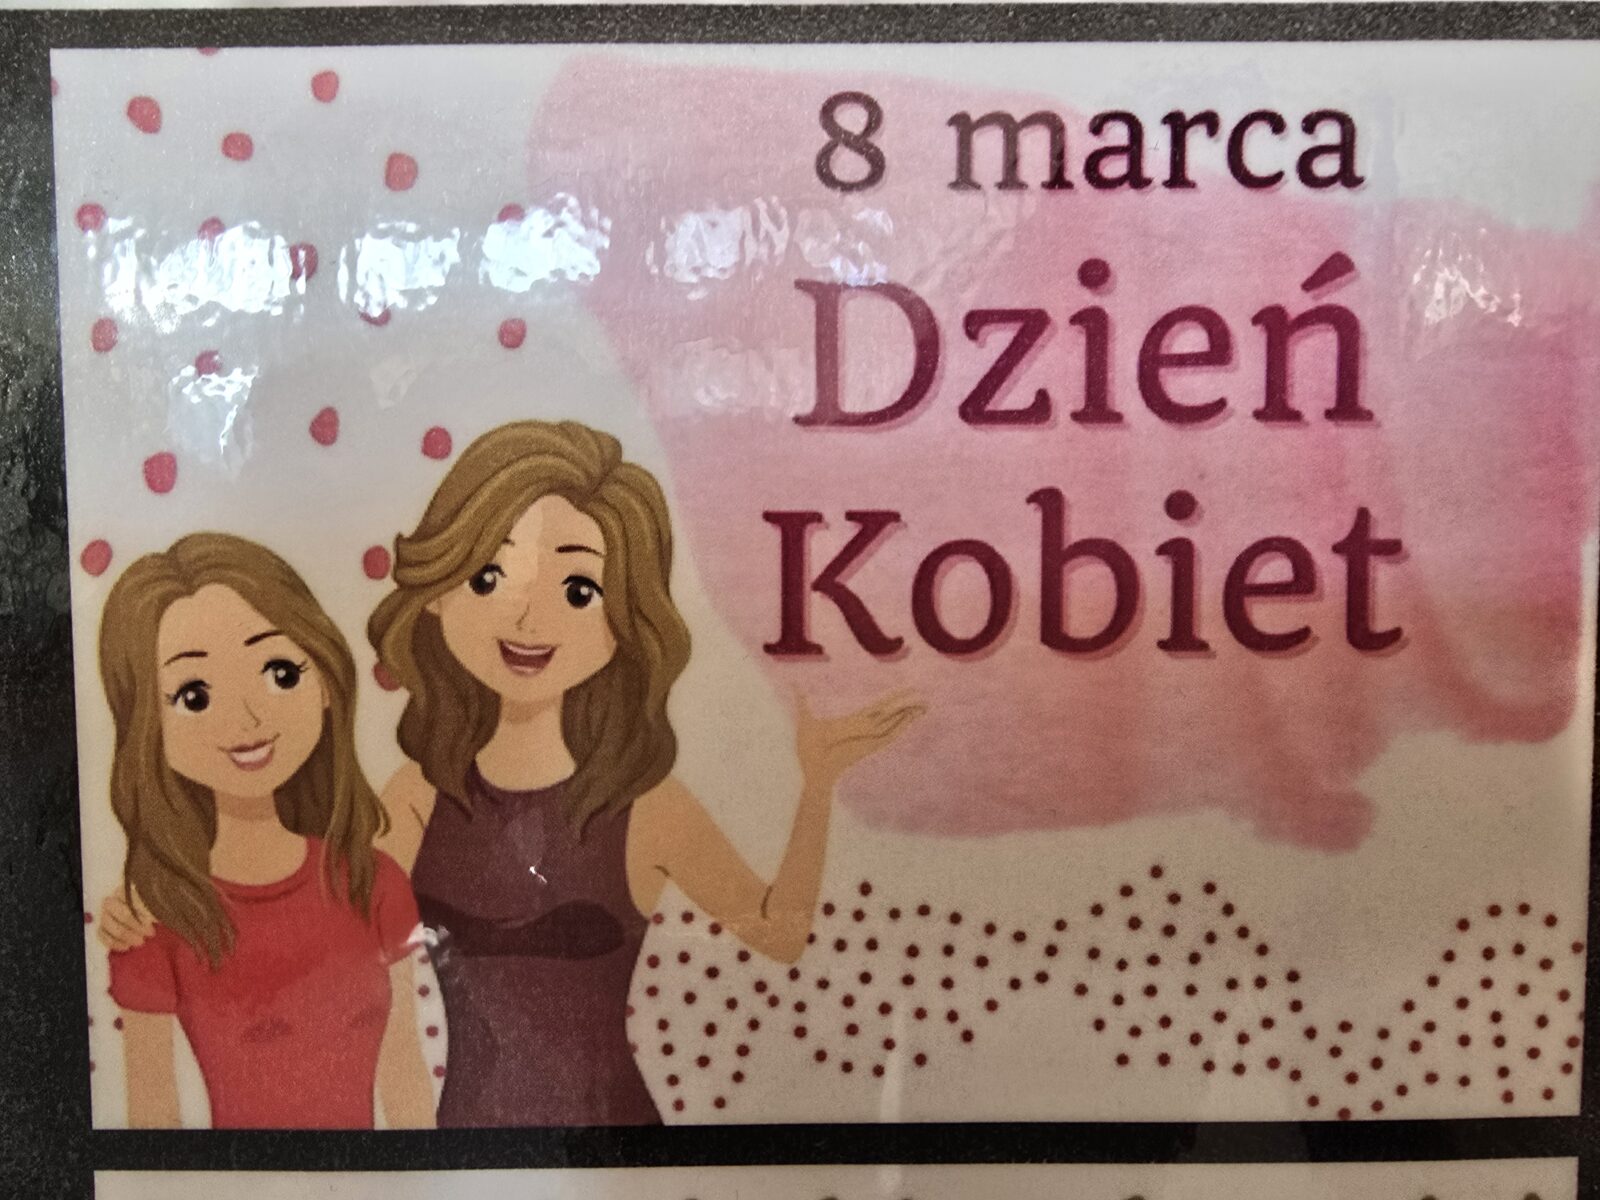 8 marca
Dzień
Kobiet